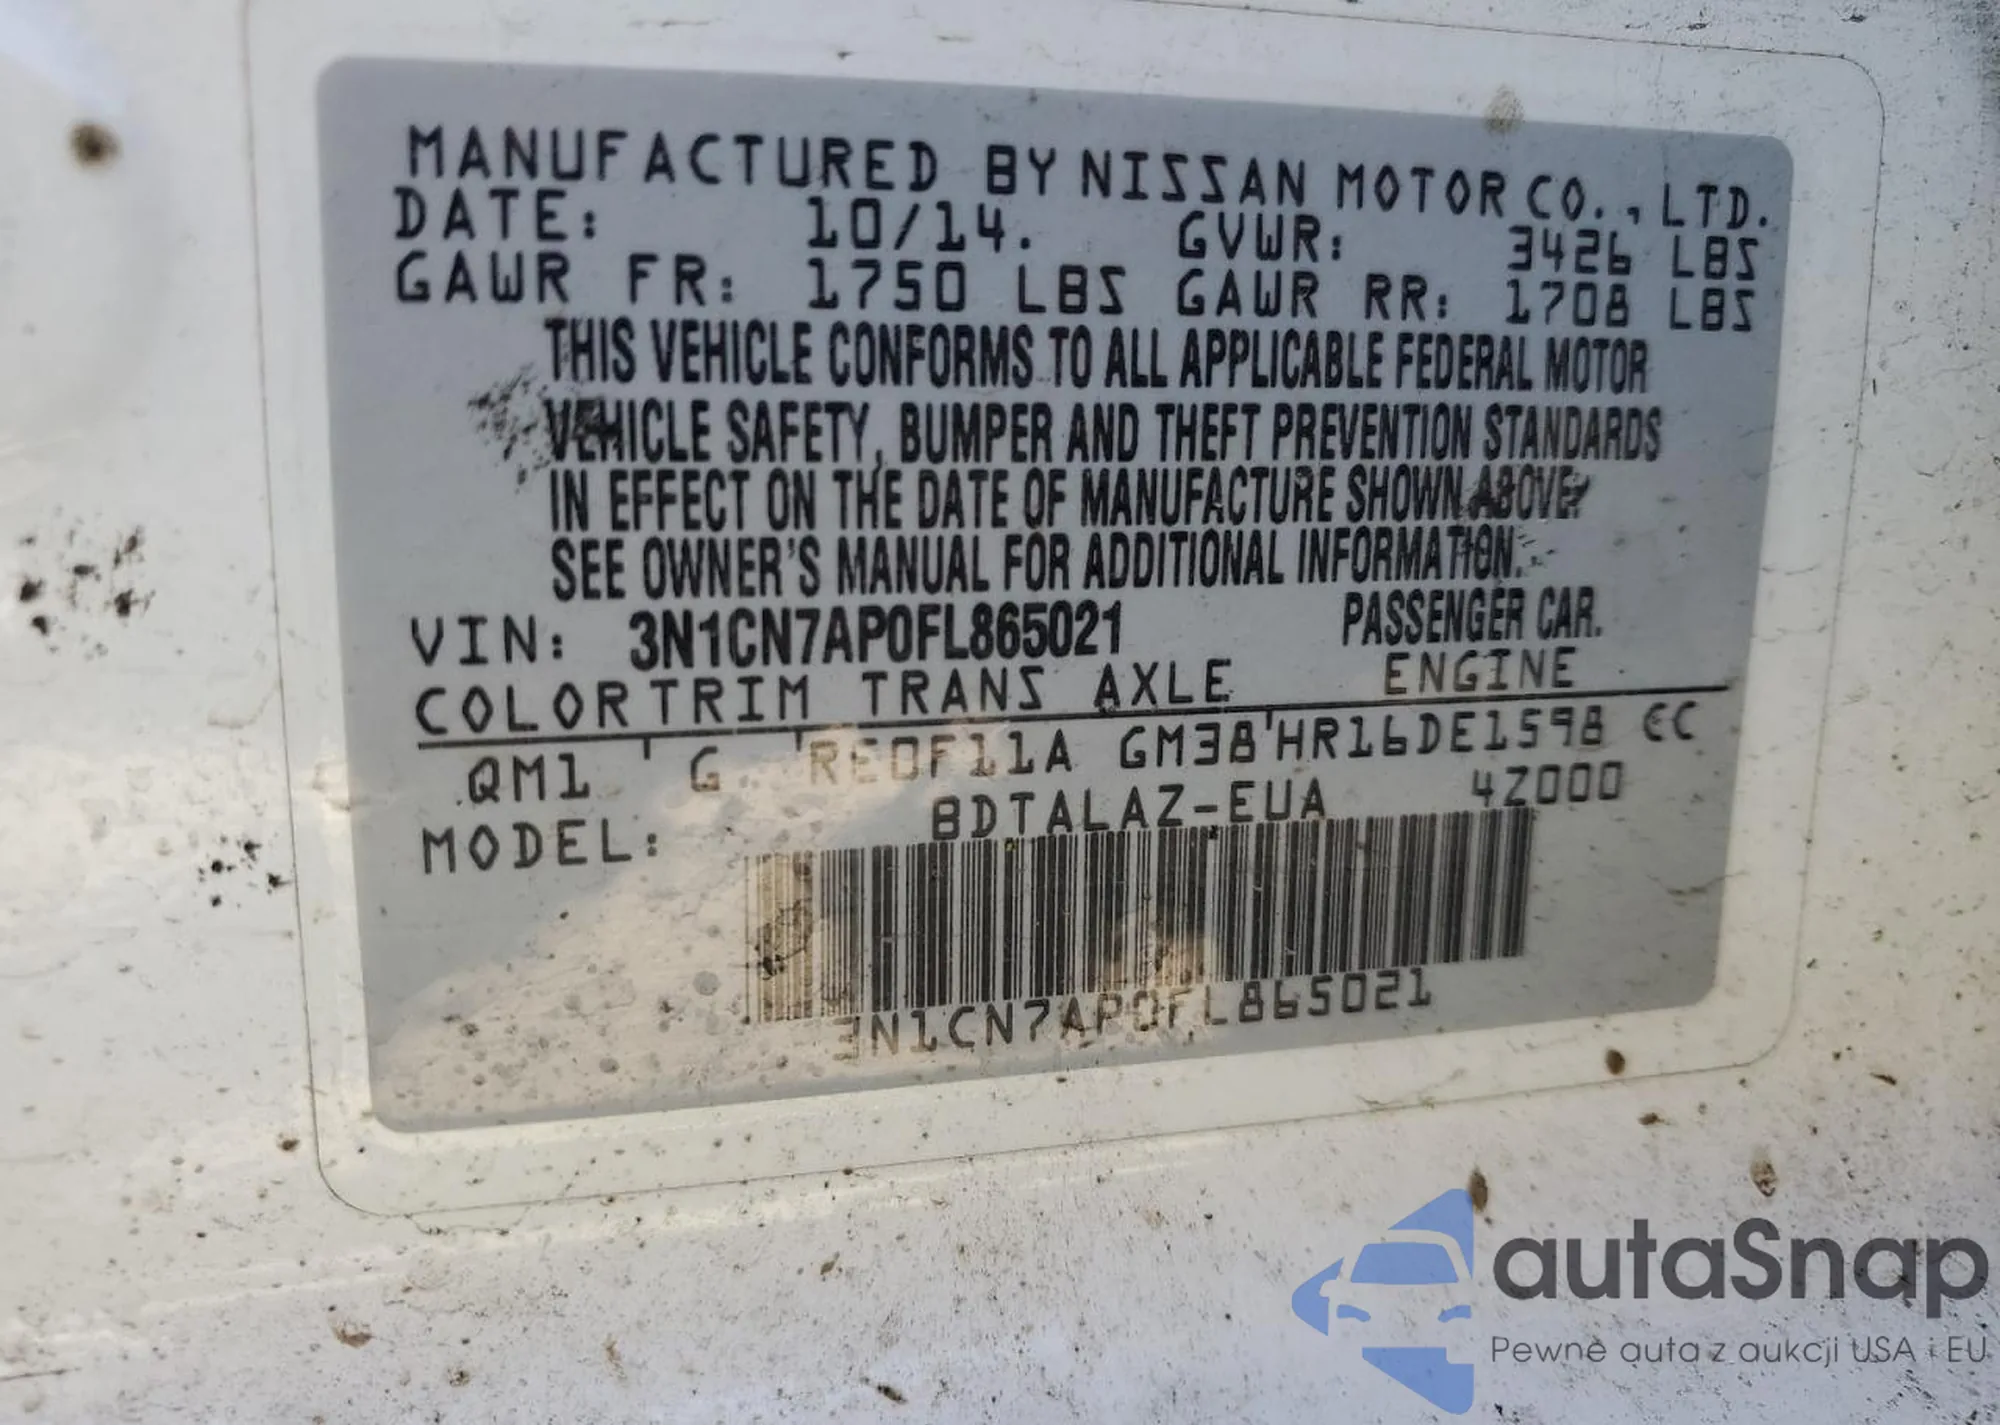 MANUFACTURED BY NISSAN MOTOR CO., LTD.
DATE: 10/14. GVWR: 3426 LBS
GAWR FR: 1750 LBS GAWR RR: 1708 LBS
THIS VEHICLE CONFORMS TO ALL APPLICABLE FEDERAL MOTOR
VEHICLE SAFETY, BUMPER AND THEFT PREVENTION STANDARDS
IN EFFECT ON THE DATE OF MANUFACTURE SHOWN ABOVE.
SEE OWNER'S MANUAL FOR ADDITIONAL INFORMATION.
VIN: 3N1CN7AP0FL865021 PASSENGER CAR.
COLOR TRIM TRANS AXLE ENGINE
QM1 G RE0F11A GM38 HR16DE1598 CC
MODEL: BDTALAZ-EUA 4Z000
3N1CN7AP0FL865021
autaSnap
Pewne auta z aukcji USA i EU